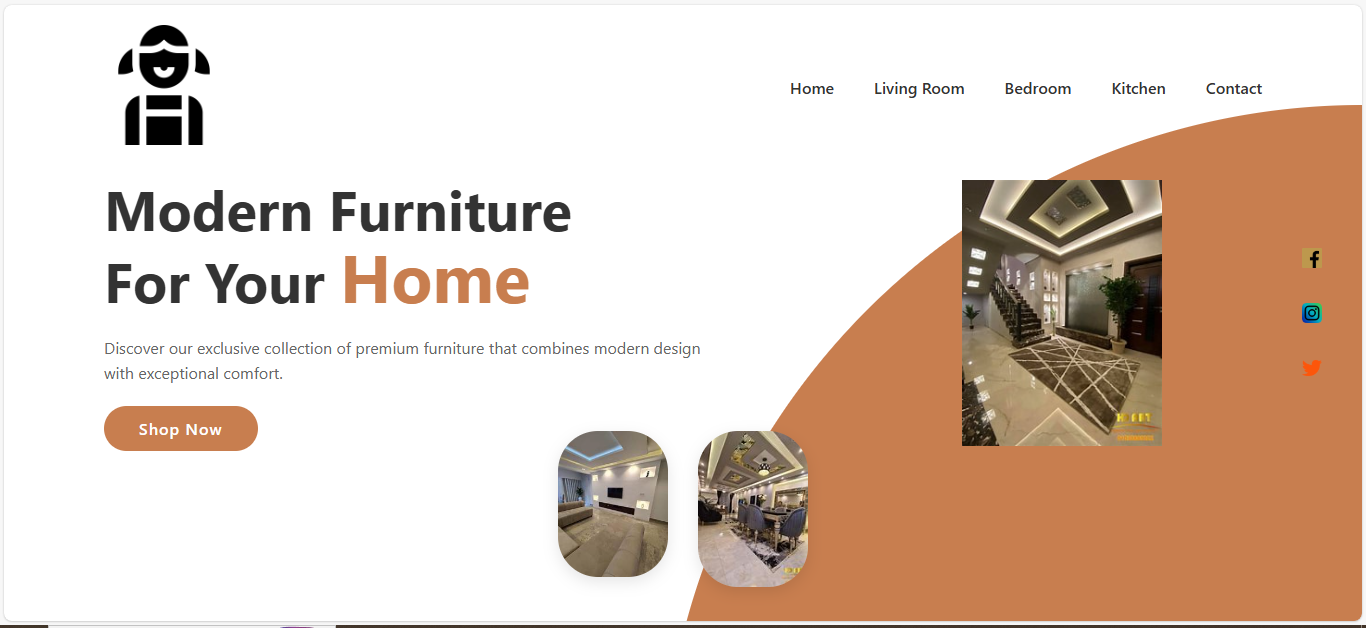 Home Living Room Bedroom Kitchen Contact
Modern Furniture
For Your Home
Discover our exclusive collection of premium furniture that combines modern design
with exceptional comfort.
Shop Now